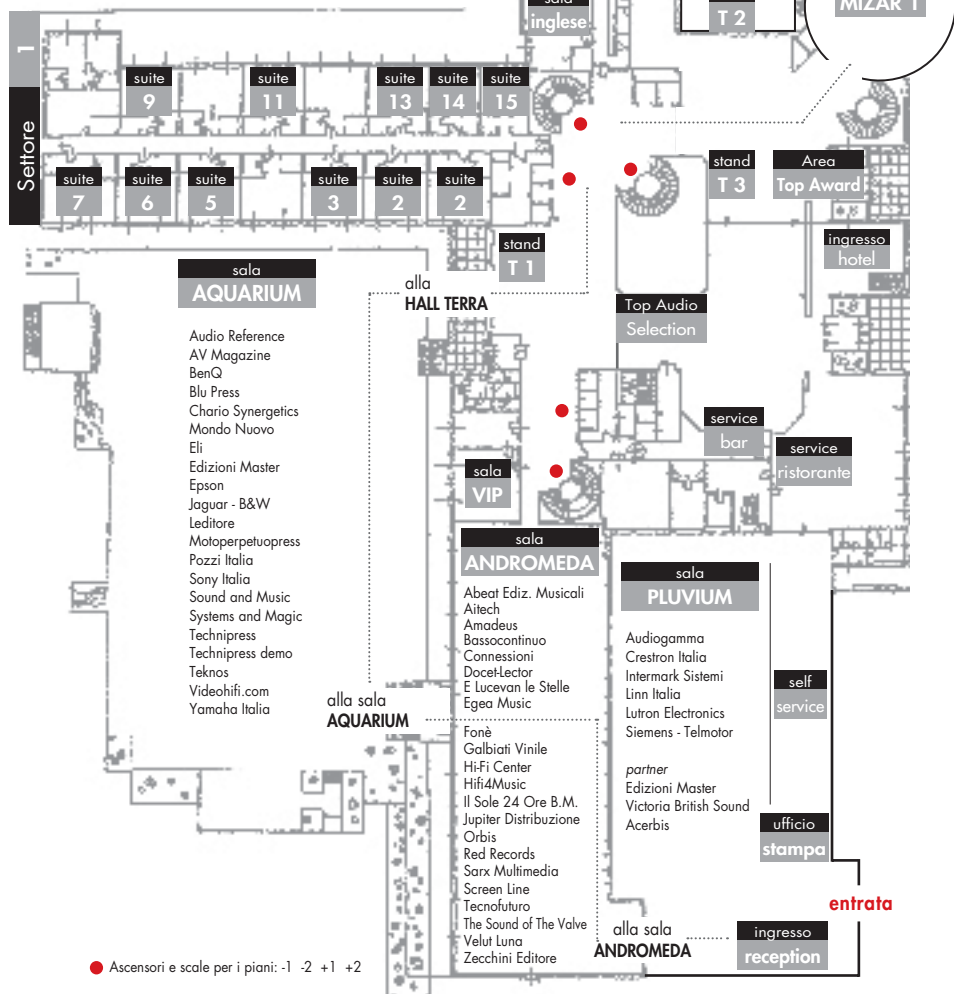 sala
inglese
T 2
MIZAR 1
1
Settore
suite
9
suite
11
suite
13
suite
14
suite
15
suite
7
suite
6
suite
5
suite
3
suite
2
suite
2
stand
T 3
Area
Top Award
stand
T 1
ingresso
hotel
alla
HALL TERRA
Top Audio
Selection
sala
AQUARIUM
Audio Reference
AV Magazine
BenQ
Blu Press
Chario Synergetics
Mondo Nuovo
Eli
Edizioni Master
Epson
Jaguar - B&W
Leditore
Motoperpetuopress
Pozzi Italia
Sony Italia
Sound and Music
Systems and Magic
Technipress
Technipress demo
Teknos
Videohifi.com
Yamaha Italia
service
bar
service
ristorante
sala
VIP
sala
ANDROMEDA
Abeat Ediz. Musicali
Aitech
Amadeus
Bassocontinuo
Connessioni
Docet-Lector
E Lucevan le Stelle
Egea Music
Fonè
Galbiati Vinile
Hi-Fi Center
Hifi4Music
Il Sole 24 Ore B.M.
Jupiter Distribuzione
Orbis
Red Records
Sarx Multimedia
Screen Line
Tecnofuturo
The Sound of The Valve
Velut Luna
Zecchini Editore
sala
PLUVIUM
Audiogamma
Crestron Italia
Intermark Sistemi
Linn Italia
Lutron Electronics
Siemens - Telmotor
partner
Edizioni Master
Victoria British Sound
Acerbis
self
service
ufficio
stampa
alla sala
AQUARIUM
entrata
alla sala
ANDROMEDA
ingresso
reception
Ascensori e scale per i piani: -1 -2 +1 +2